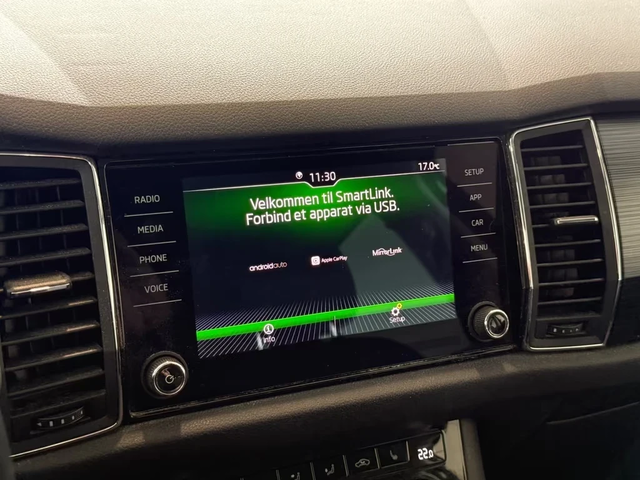 RADIO
MEDIA
PHONE
VOICE
11:30
17.0°C
Velkommen til SmartLink.
Forbind et apparat via USB.
androidauto
Apple CarPlay
MirrorLink
Info
Setup
SETUP
APP
CAR
MENU
22.0